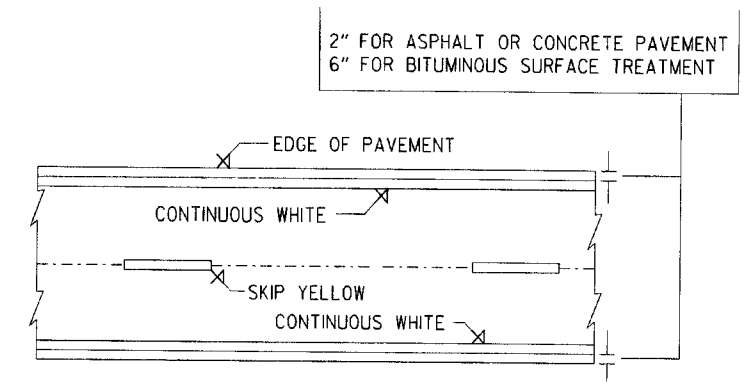 2" FOR ASPHALT OR CONCRETE PAVEMENT
6" FOR BITUMINOUS SURFACE TREATMENT
EDGE OF PAVEMENT
CONTINUOUS WHITE
SKIP YELLOW
CONTINUOUS WHITE